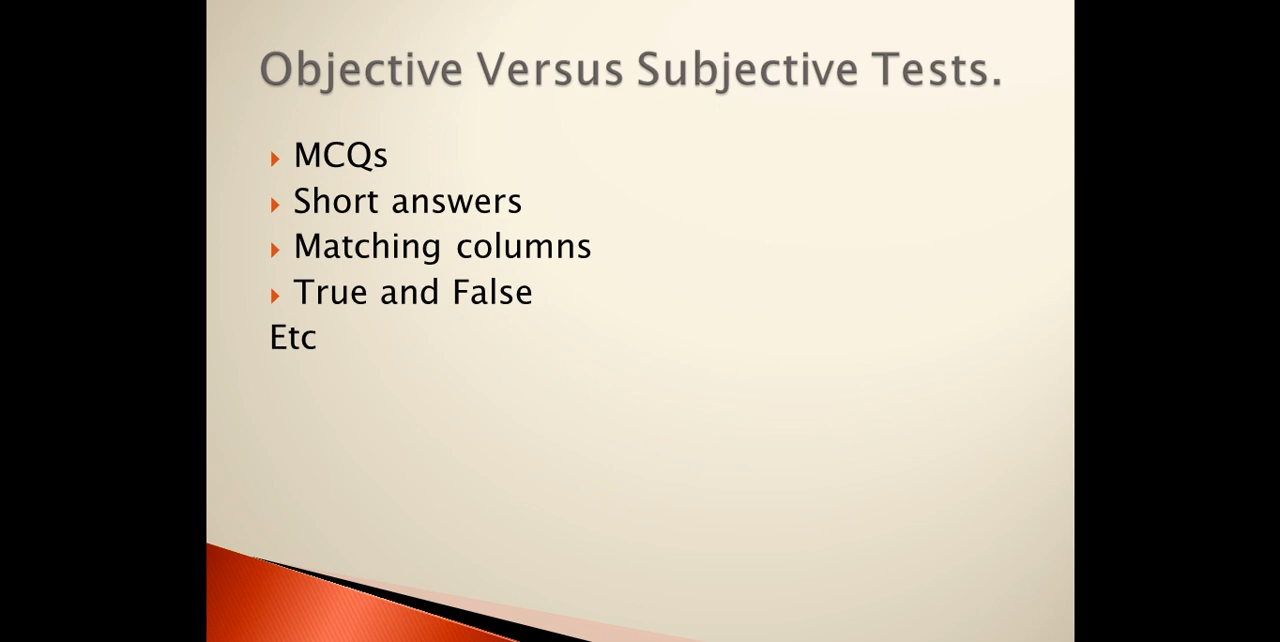 Objective Versus Subjective Tests.
MCQs
Short answers
Matching columns
True and False
Etc